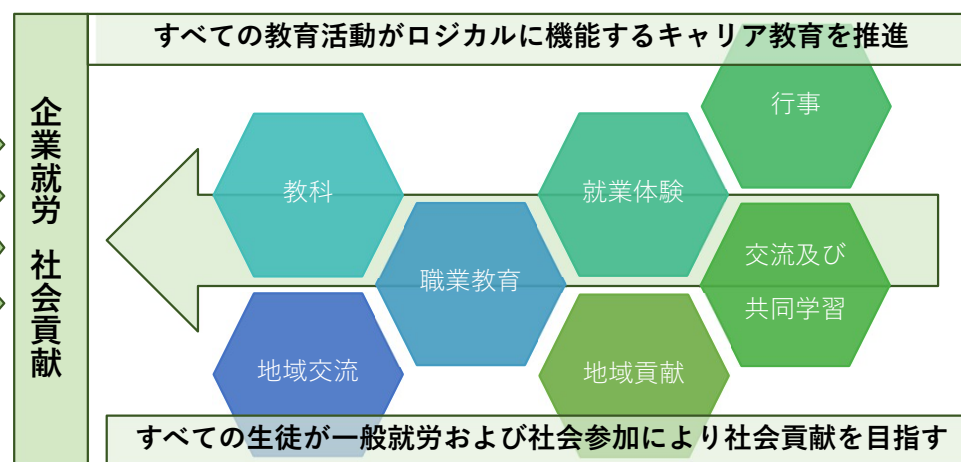 すべての教育活動がロジカルに機能するキャリア教育を推進
企業就労 社会貢献
行事
教科
就業体験
職業教育
交流及び
共同学習
地域交流
地域貢献
すべての生徒が一般就労および社会参加により社会貢献を目指す